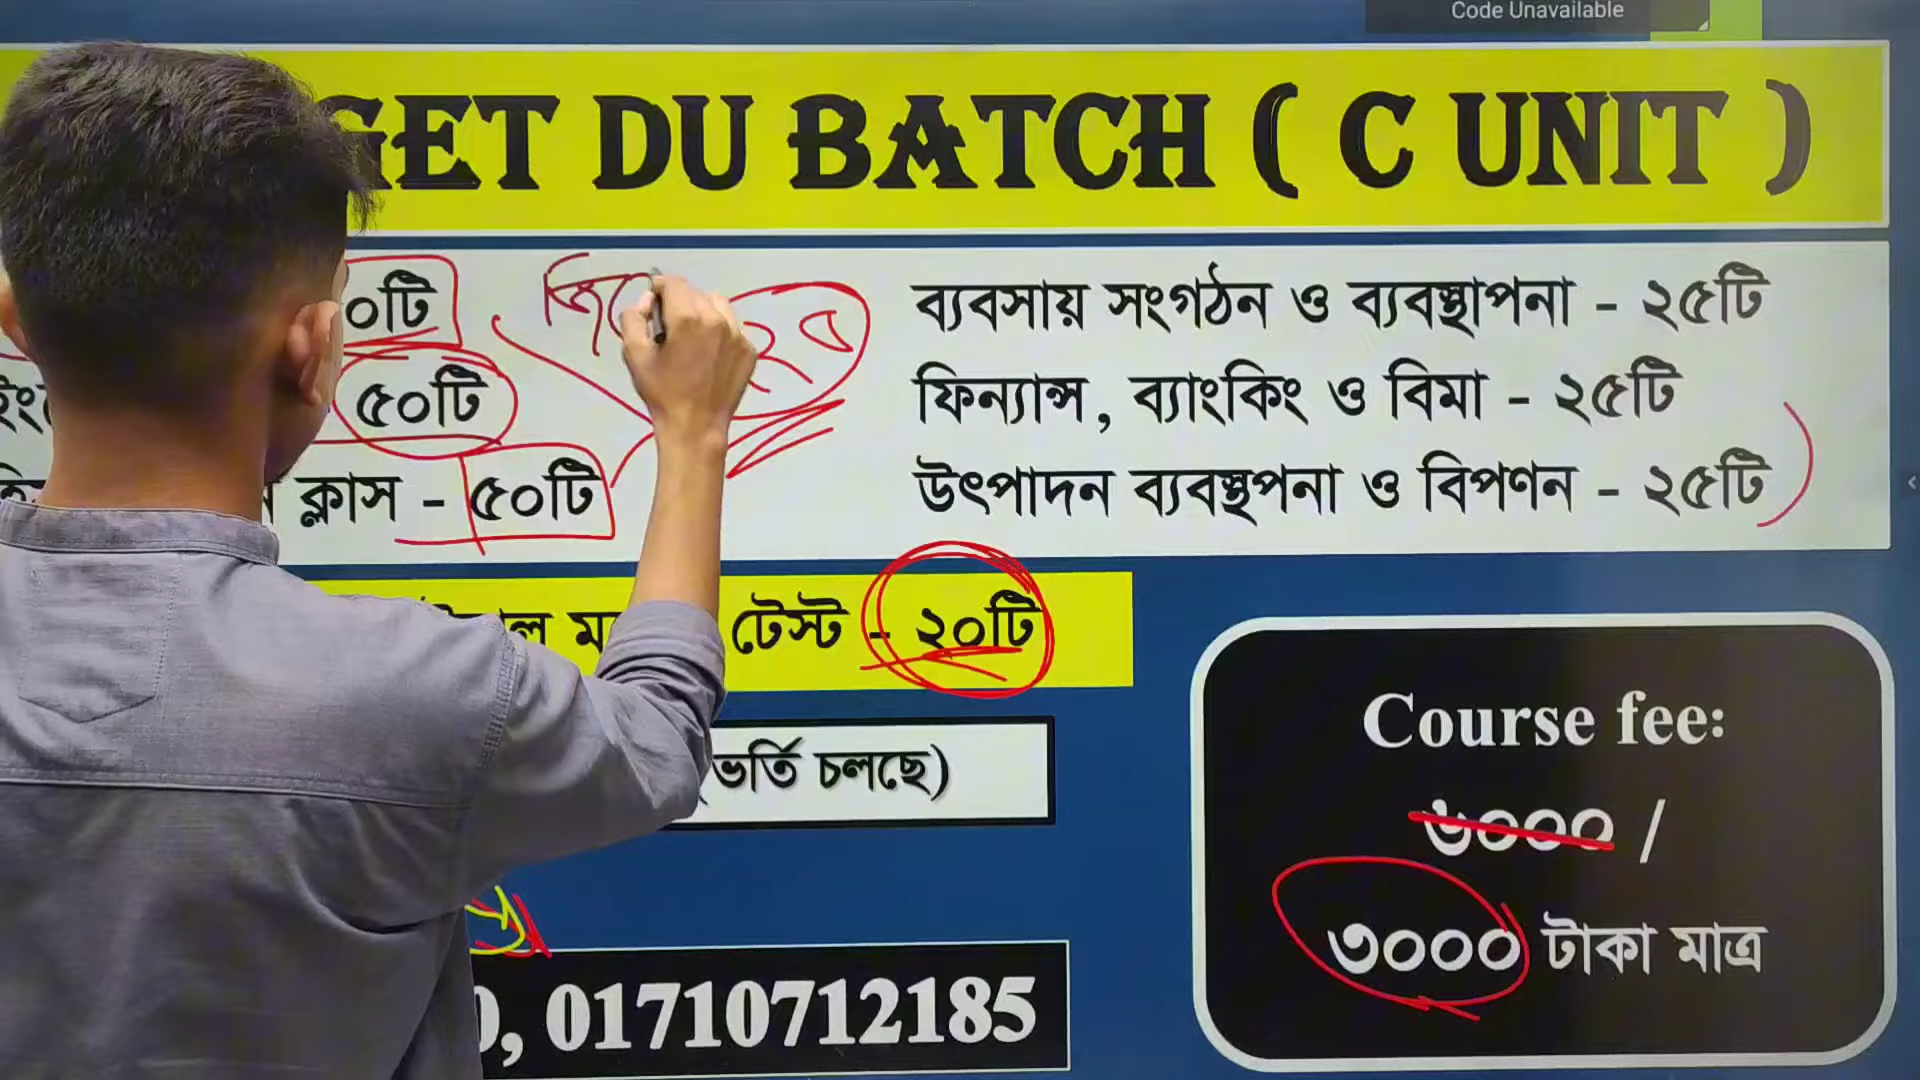 Code Unavailable
GET DU BATCH ( C UNIT )
০টি
ব্যবসায় সংগঠন ও ব্যবস্থাপনা - ২৫টি
৫০টি
ফিন্যান্স, ব্যাংকিং ও বিমা - ২৫টি
ক্লাস - ৫০টি
উৎপাদন ব্যবস্থপনা ও বিপণন - ২৫টি
টেস্ট - ২০টি
(ভর্তি চলছে)
Course fee:
৬০০০ /
৩০০০ টাকা মাত্র
0, 01710712185